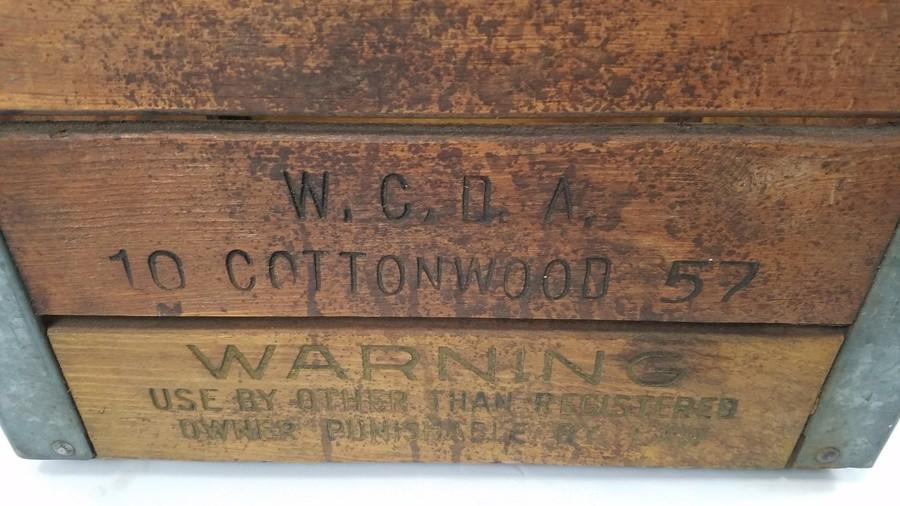 W. C. D. A.
10 COTTONWOOD 57
M
WARNING
USE BY OTHER THAN REGISTERED
OWNER PUNISHABLE BY LAW